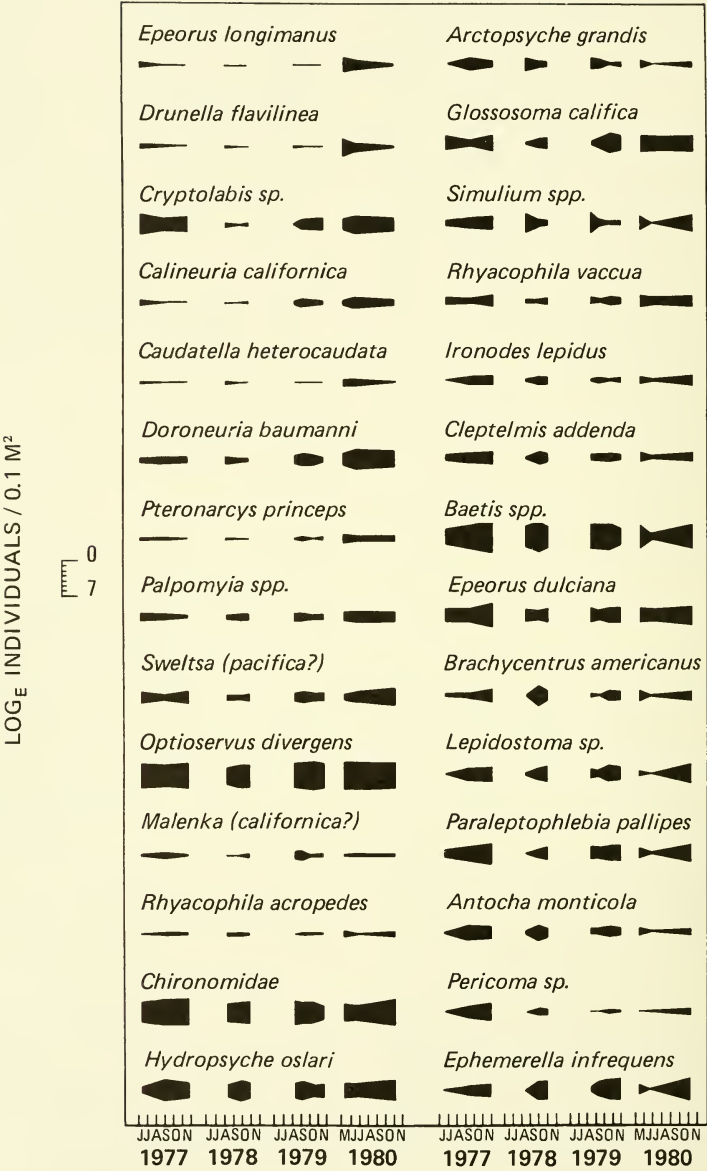 LOGE INDIVIDUALS / 0.1 M²
0
7
Epeorus longimanus
Drunella flavilinea
Cryptolabis sp.
Calineuria californica
Caudatella heterocaudata
Doroneuria baumanni
Pteronarcys princeps
Palpomyia spp.
Sweltsa (pacifica?)
Optioservus divergens
Malenka (californica?)
Rhyacophila acropedes
Chironomidae
Hydropsyche oslari
Arctopsyche grandis
Glossosoma califica
Simulium spp.
Rhyacophila vaccua
Ironodes lepidus
Cleptelmis addenda
Baetis spp.
Epeorus dulciana
Brachycentrus americanus
Lepidostoma sp.
Paraleptophlebia pallipes
Antocha monticola
Pericoma sp.
Ephemerella infrequens
JJASON JJASON JJASON MJJASON JJASON JJASON JJASON MJJASON
1977 1978 1979 1980 1977 1978 1979 1980